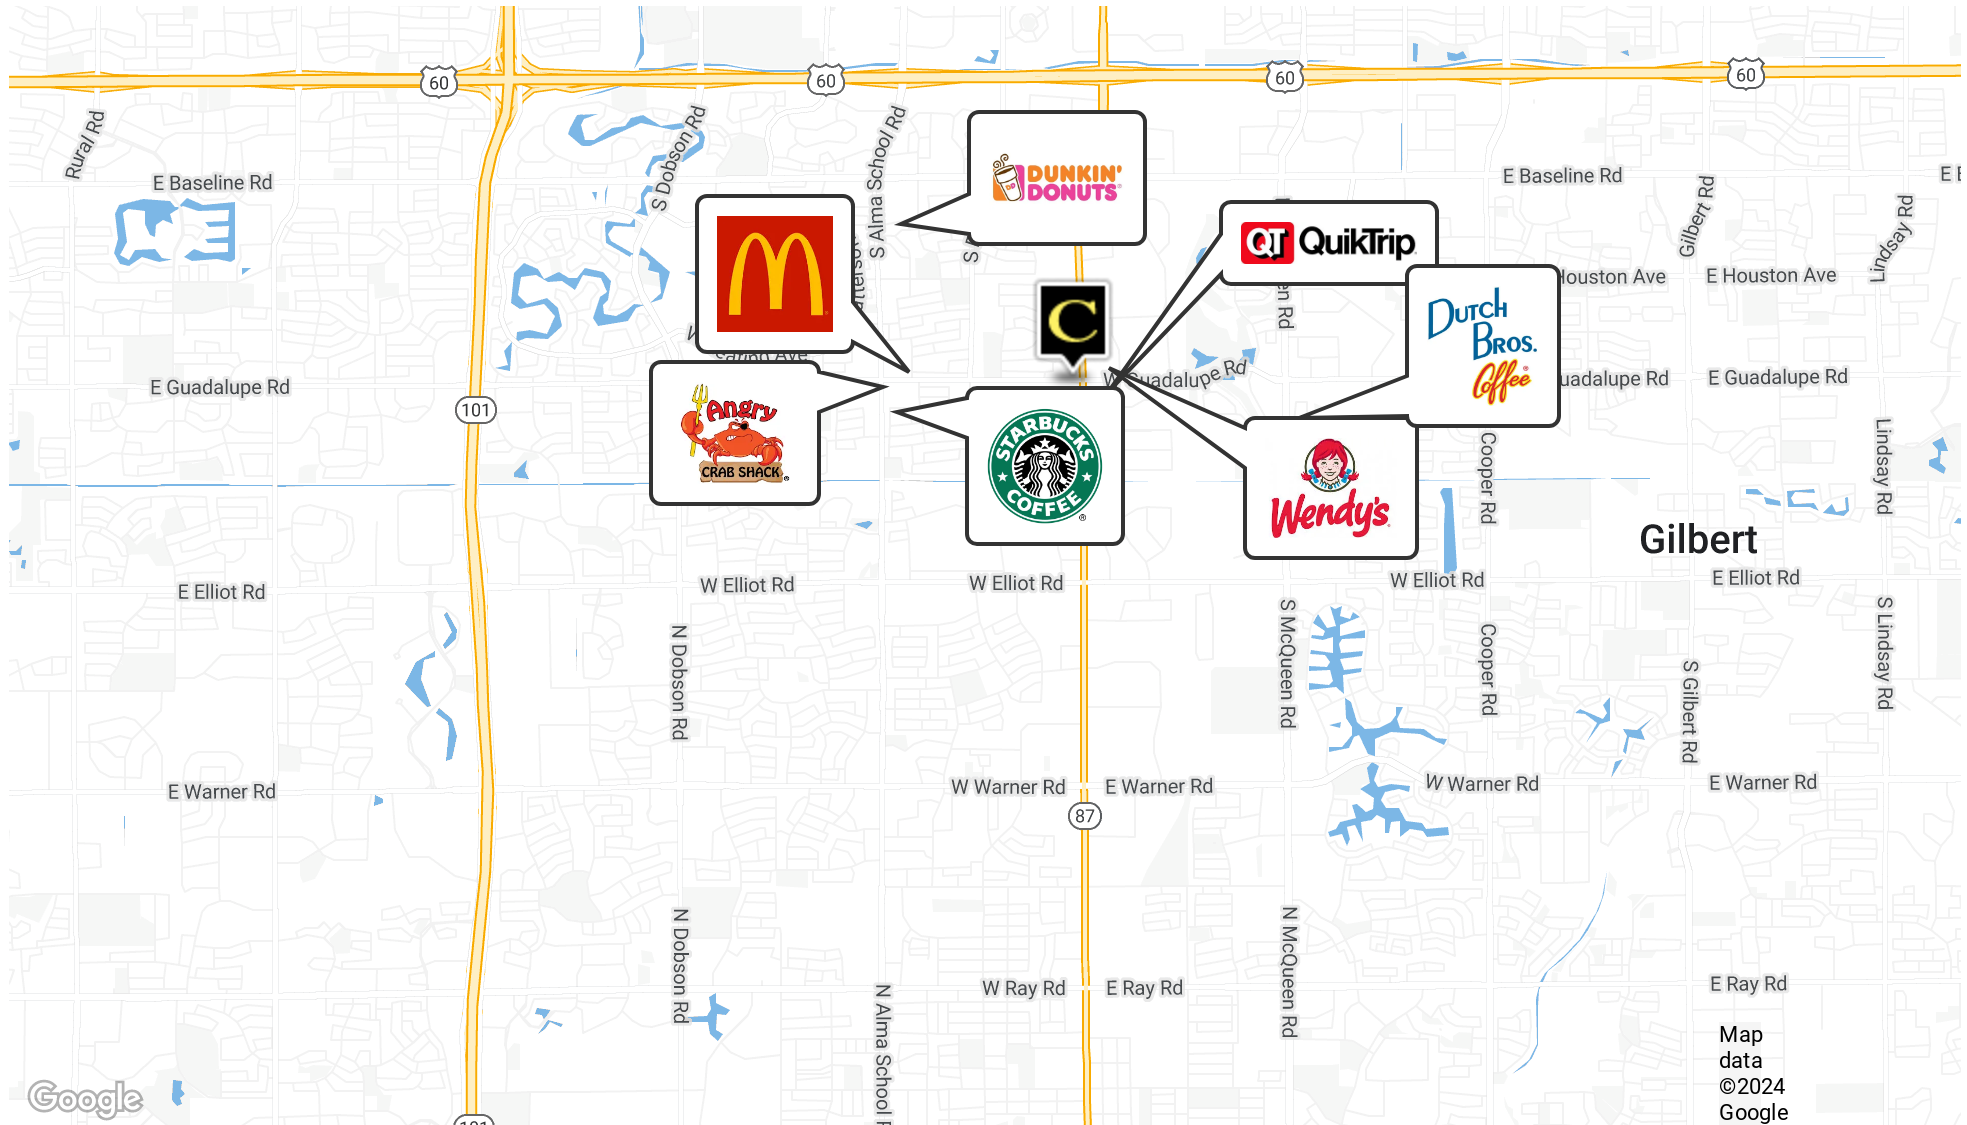 60
60
60
60
Rural Rd
S Dobson Rd
S Alma School Rd
E Baseline Rd
E Baseline Rd
DUNKIN'
DONUTS
DD
QT QuikTrip
Gilbert Rd
Lindsay Rd
Houston Ave
E Houston Ave
DUTCH
BROS.
Coffee
C
E Guadalupe Rd
W Guadalupe Rd
uadalupe Rd
E Guadalupe Rd
101
Angry
CRAB SHACK
STARBUCKS
COFFEE
Wendy's
Cooper Rd
Lindsay Rd
Gilbert
E Elliot Rd
W Elliot Rd
W Elliot Rd
W Elliot Rd
E Elliot Rd
N Dobson Rd
S McQueen Rd
Cooper Rd
S Gilbert Rd
S Lindsay Rd
E Warner Rd
W Warner Rd
E Warner Rd
W Warner Rd
E Warner Rd
87
N Dobson Rd
N McQueen Rd
W Ray Rd
E Ray Rd
E Ray Rd
N Alma School
Map
data
©2024
Google
Google